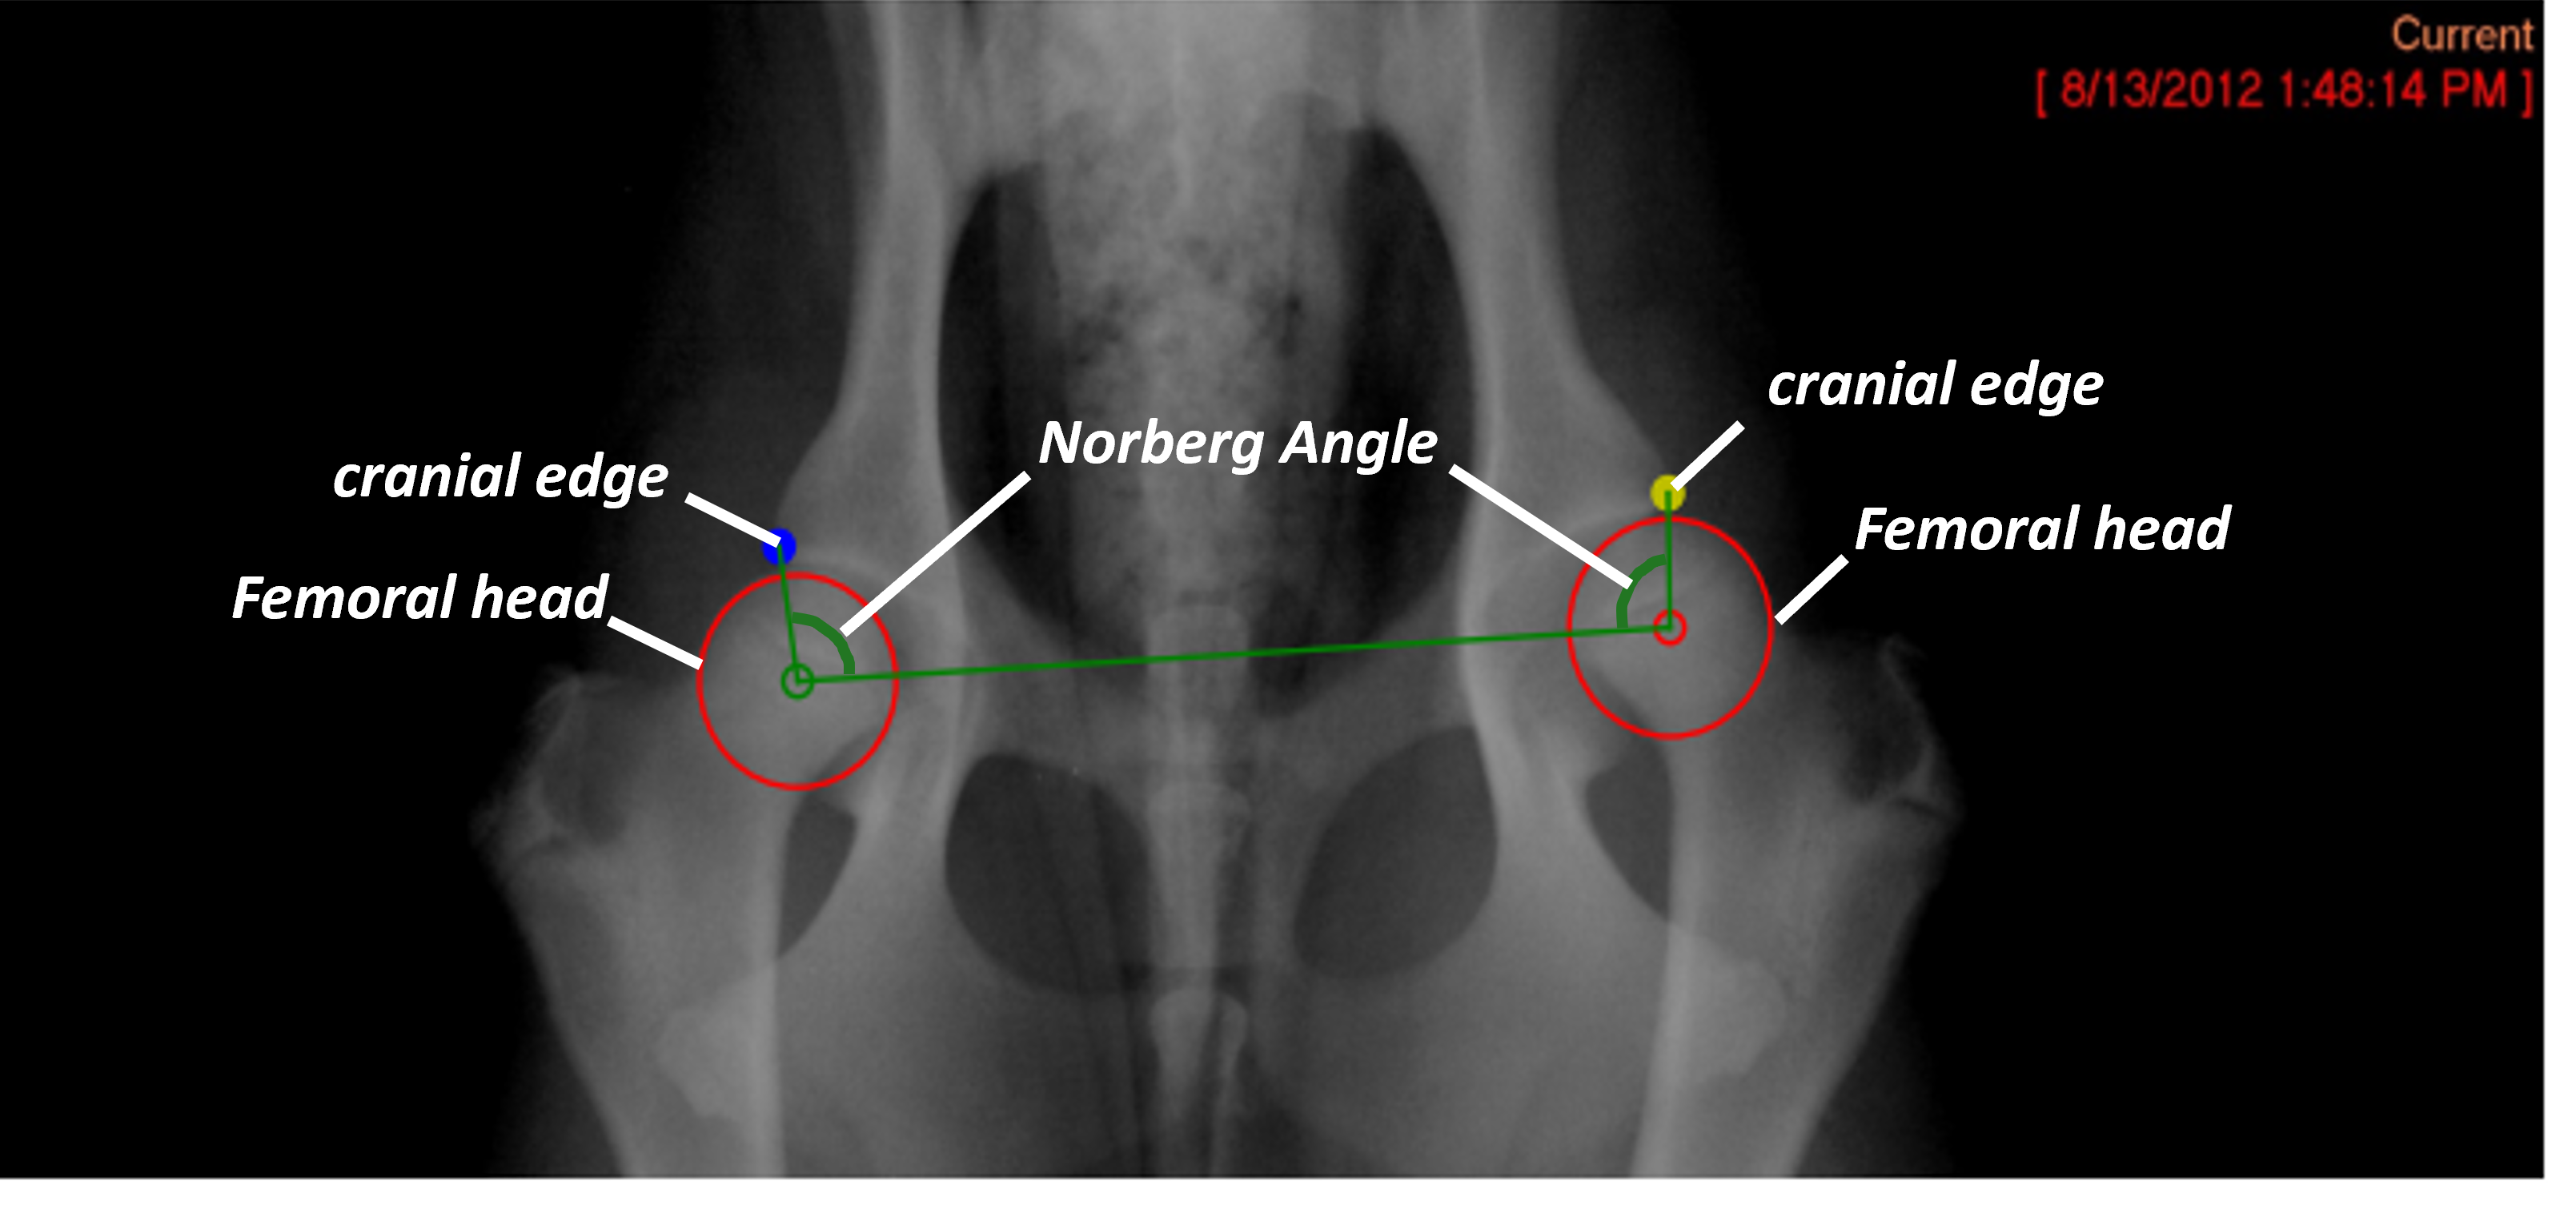 Current
[ 8/13/2012 1:48:14 PM ]
cranial edge
Norberg Angle
cranial edge
Femoral head
Femoral head